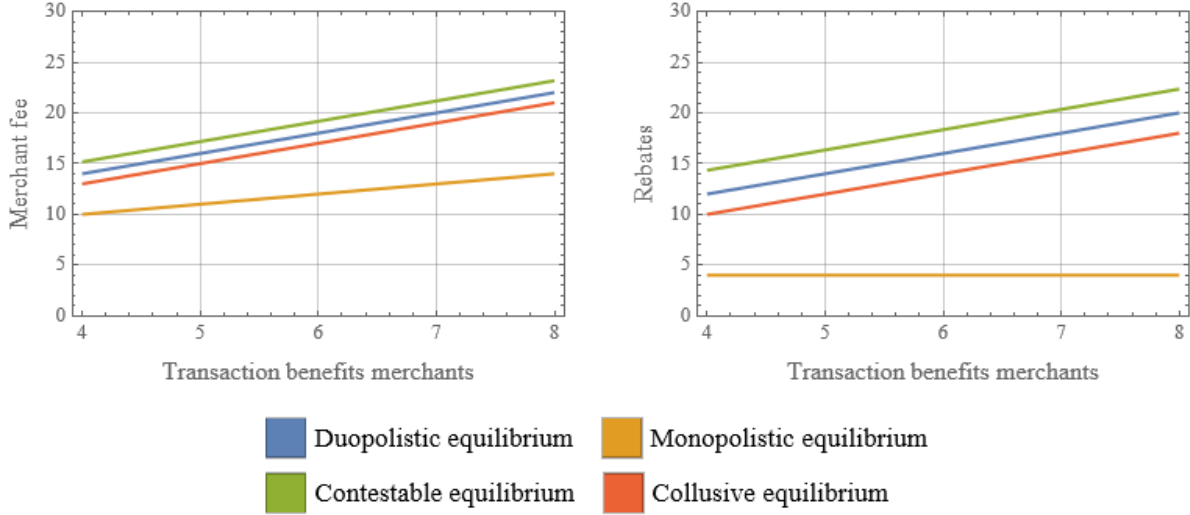 Merchant fee
30
25
20
15
10
5
0
4 5 6 7 8
Transaction benefits merchants
Rebates
30
25
20
15
10
5
0
4 5 6 7 8
Transaction benefits merchants
Duopolistic equilibrium
Monopolistic equilibrium
Contestable equilibrium
Collusive equilibrium